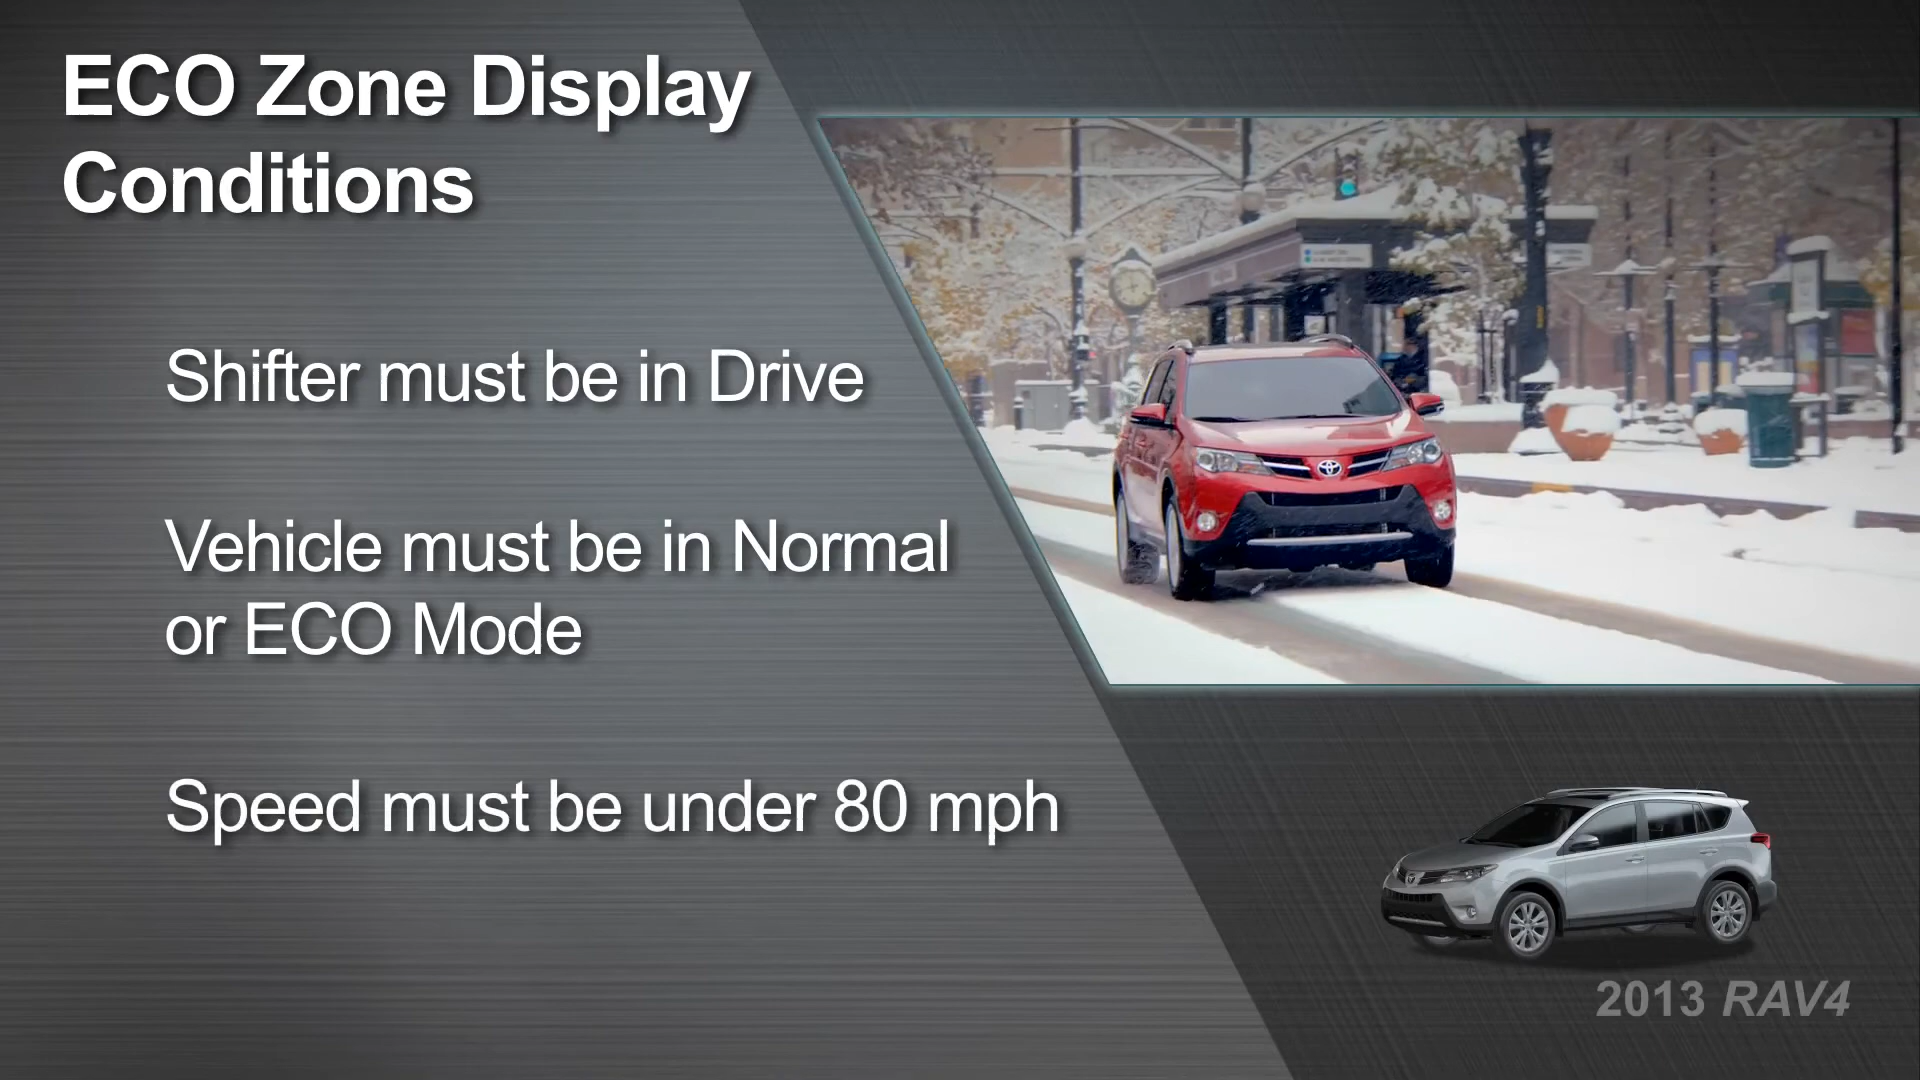 ECO Zone Display
Conditions
Shifter must be in Drive
Vehicle must be in Normal
or ECO Mode
Speed must be under 80 mph
2013 RAV4